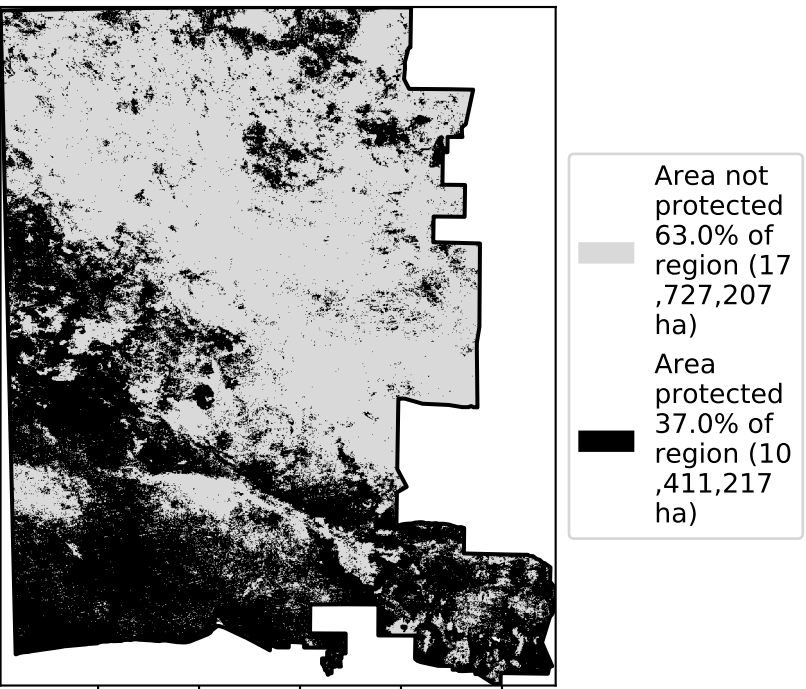 Area not
protected
63.0% of
region (17
,727,207
ha)
Area
protected
37.0% of
region (10
,411,217
ha)